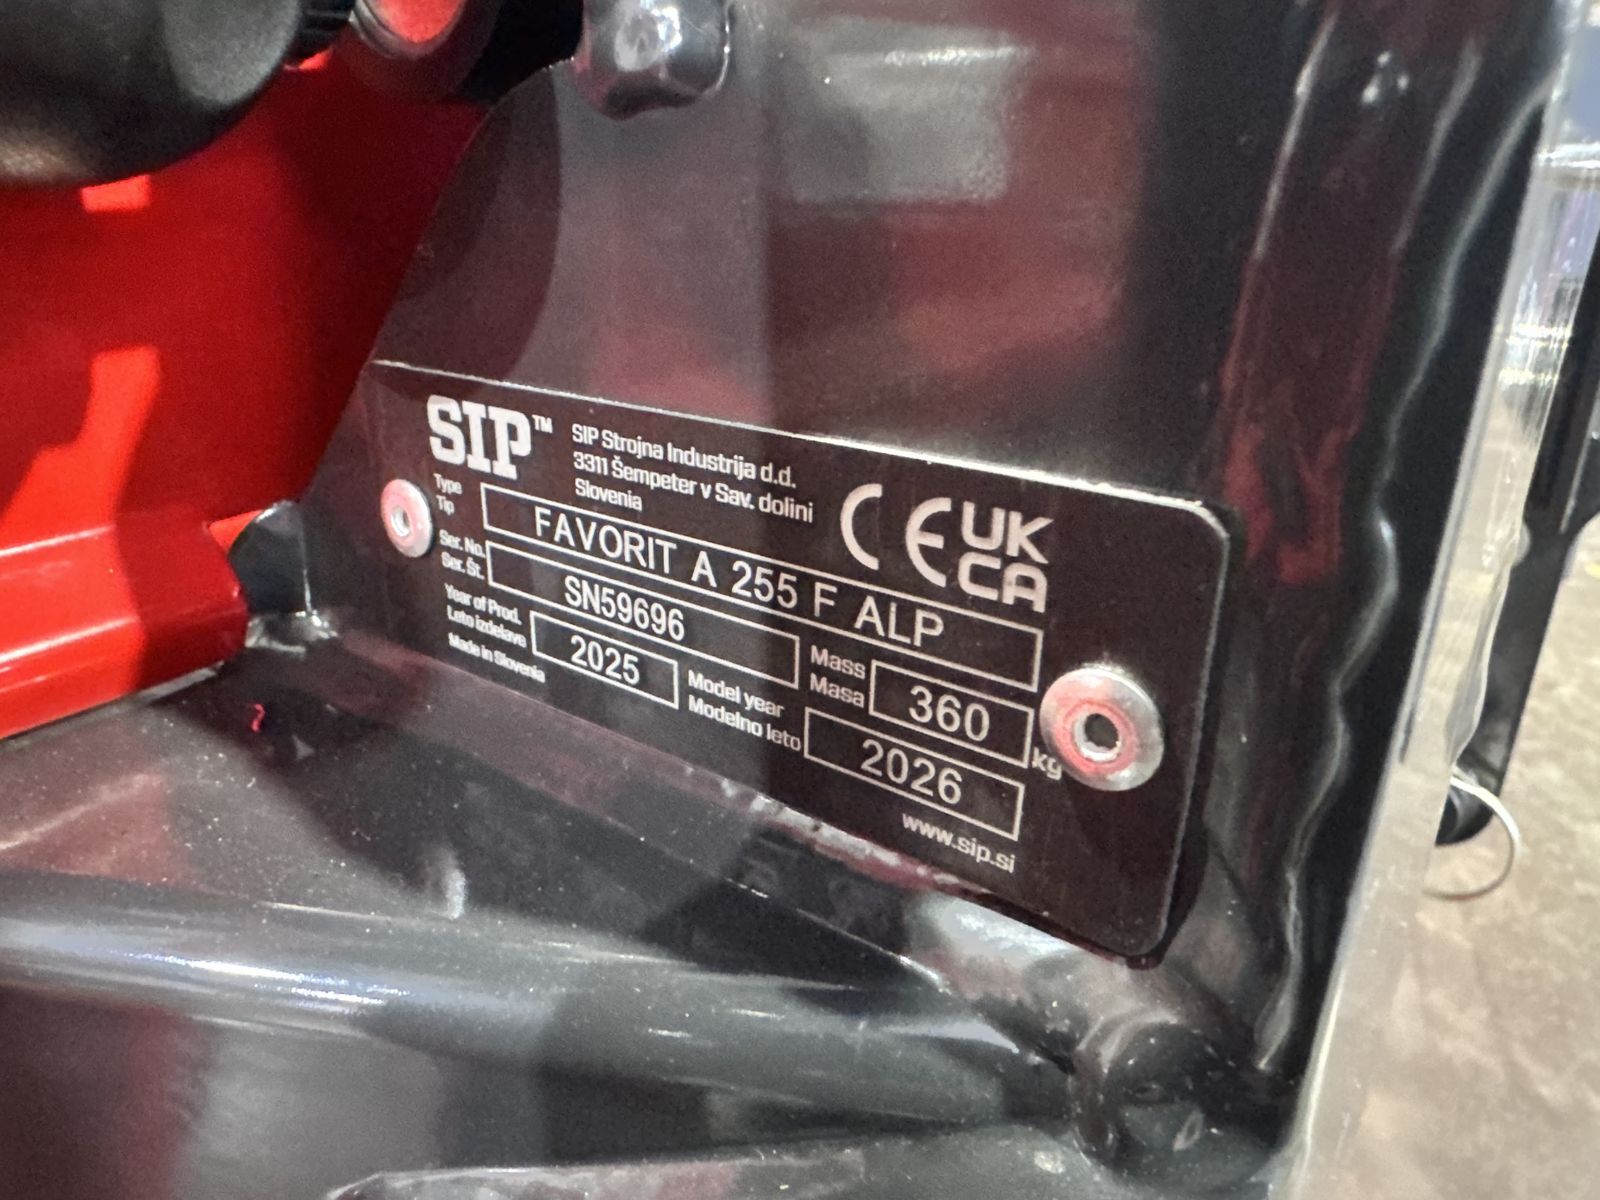 SIP™
SIP Strojna Industrija d.d.
3311 Šempeter v Sav. dolini
Slovenia
CE UK CA
Type
Tip
FAVORIT A 255 F ALP
Ser. No.
Ser. Št.
SN59696
Mass
Masa
360
kg
Year of Prod.
Leto izdelave
2025
Model year
Modelno leto
2026
Made in Slovenia
www.sip.si